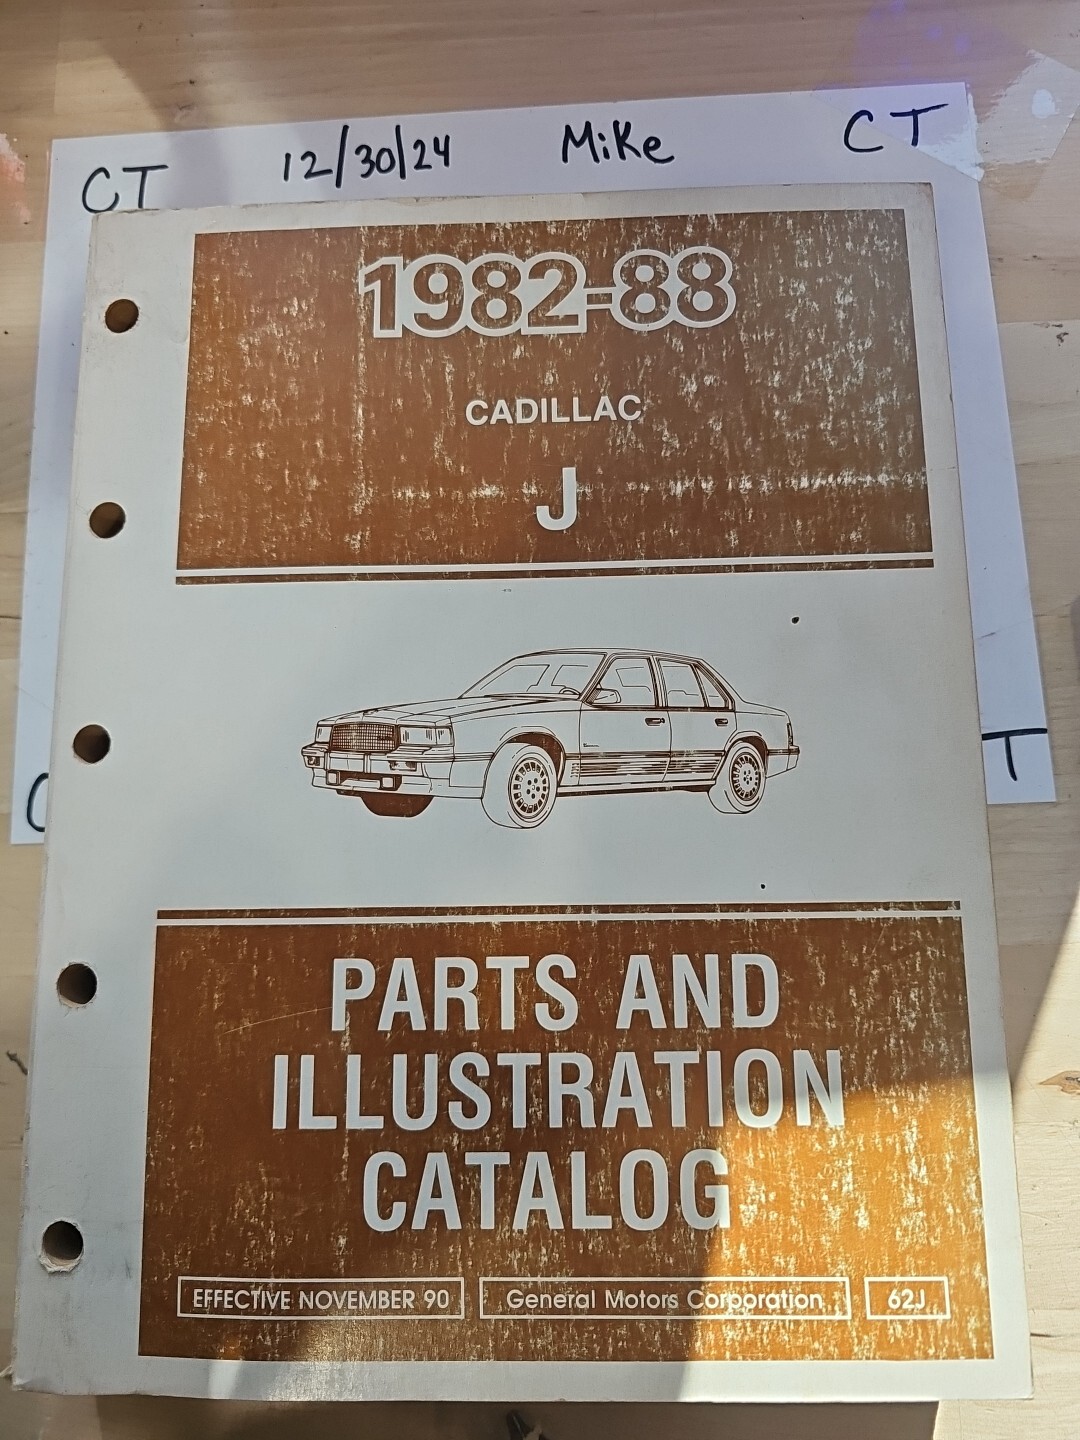 CT 12/30/24 Mike CT
1982-88
CADILLAC
J
T
PARTS AND
ILLUSTRATION
CATALOG
EFFECTIVE NOVEMBER 90 General Motors Corporation 62J